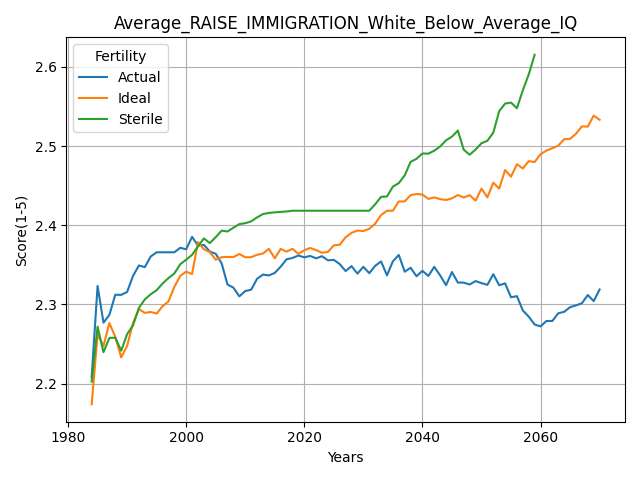 Average_RAISE_IMMIGRATION_White_Below_Average_IQ
Fertility
Actual
Ideal
Sterile
Score(1-5)
2.6
2.5
2.4
2.3
2.2
1980 2000 2020 2040 2060
Years